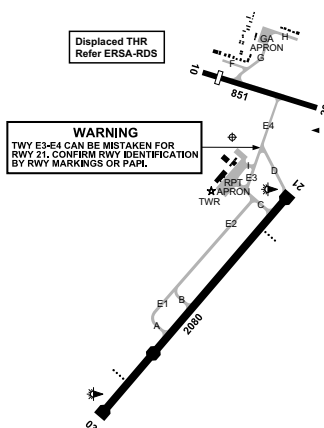 Displaced THR
Refer ERSA-RDS
H
GA
APRON
G
F
10
851
E4
WARNING
TWY E3-E4 CAN BE MISTAKEN FOR
RWY 21. CONFIRM RWY IDENTIFICATION
BY RWY MARKINGS OR PAPI.
I
E3
D
RPT
APRON
TWR
21
C
E2
E1
B
A
2080
03